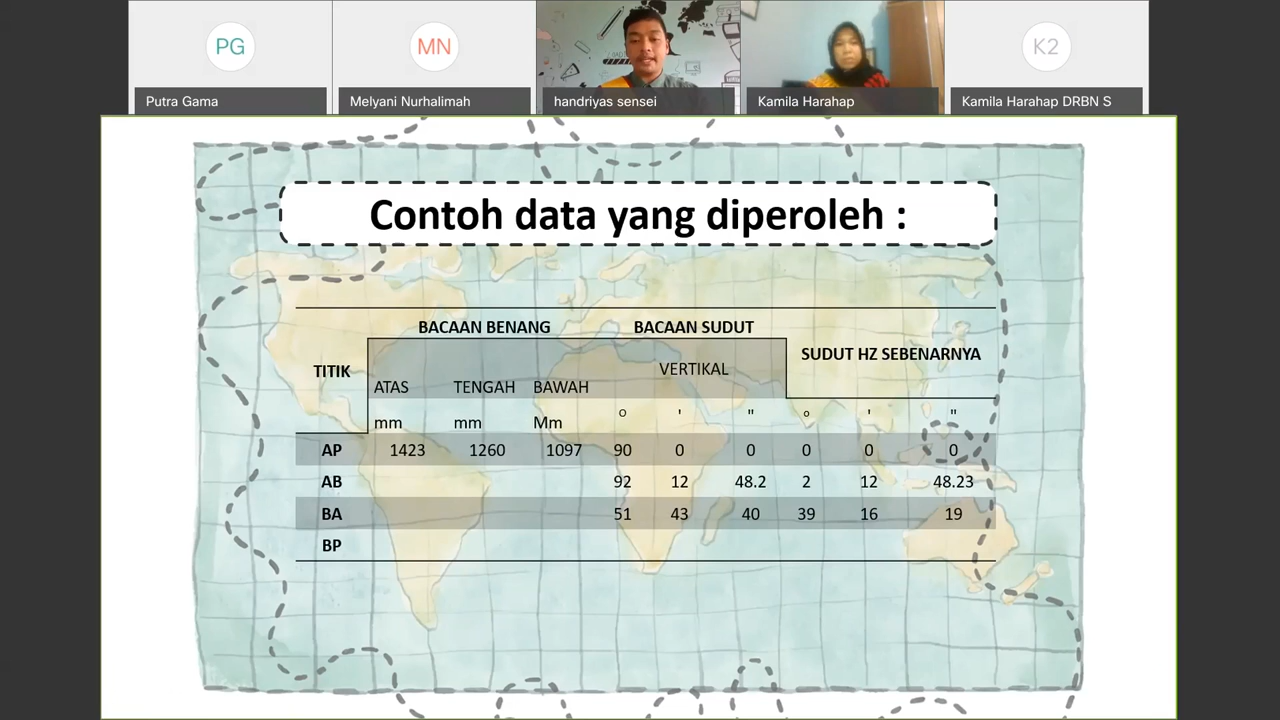 PG
MN
K2
Putra Gama
Melyani Nurhalimah
handriyas sensei
Kamila Harahap
Kamila Harahap DRBN S
Contoh data yang diperoleh :
BACAAN BENANG BACAAN SUDUT
SUDUT HZ SEBENARNYA
TITIK
VERTIKAL
ATAS TENGAH BAWAH
o ' " o ' "
mm mm Mm
AP 1423 1260 1097 90 0 0 0 0 0
AB 92 12 48.2 2 12 48.23
BA 51 43 40 39 16 19
BP